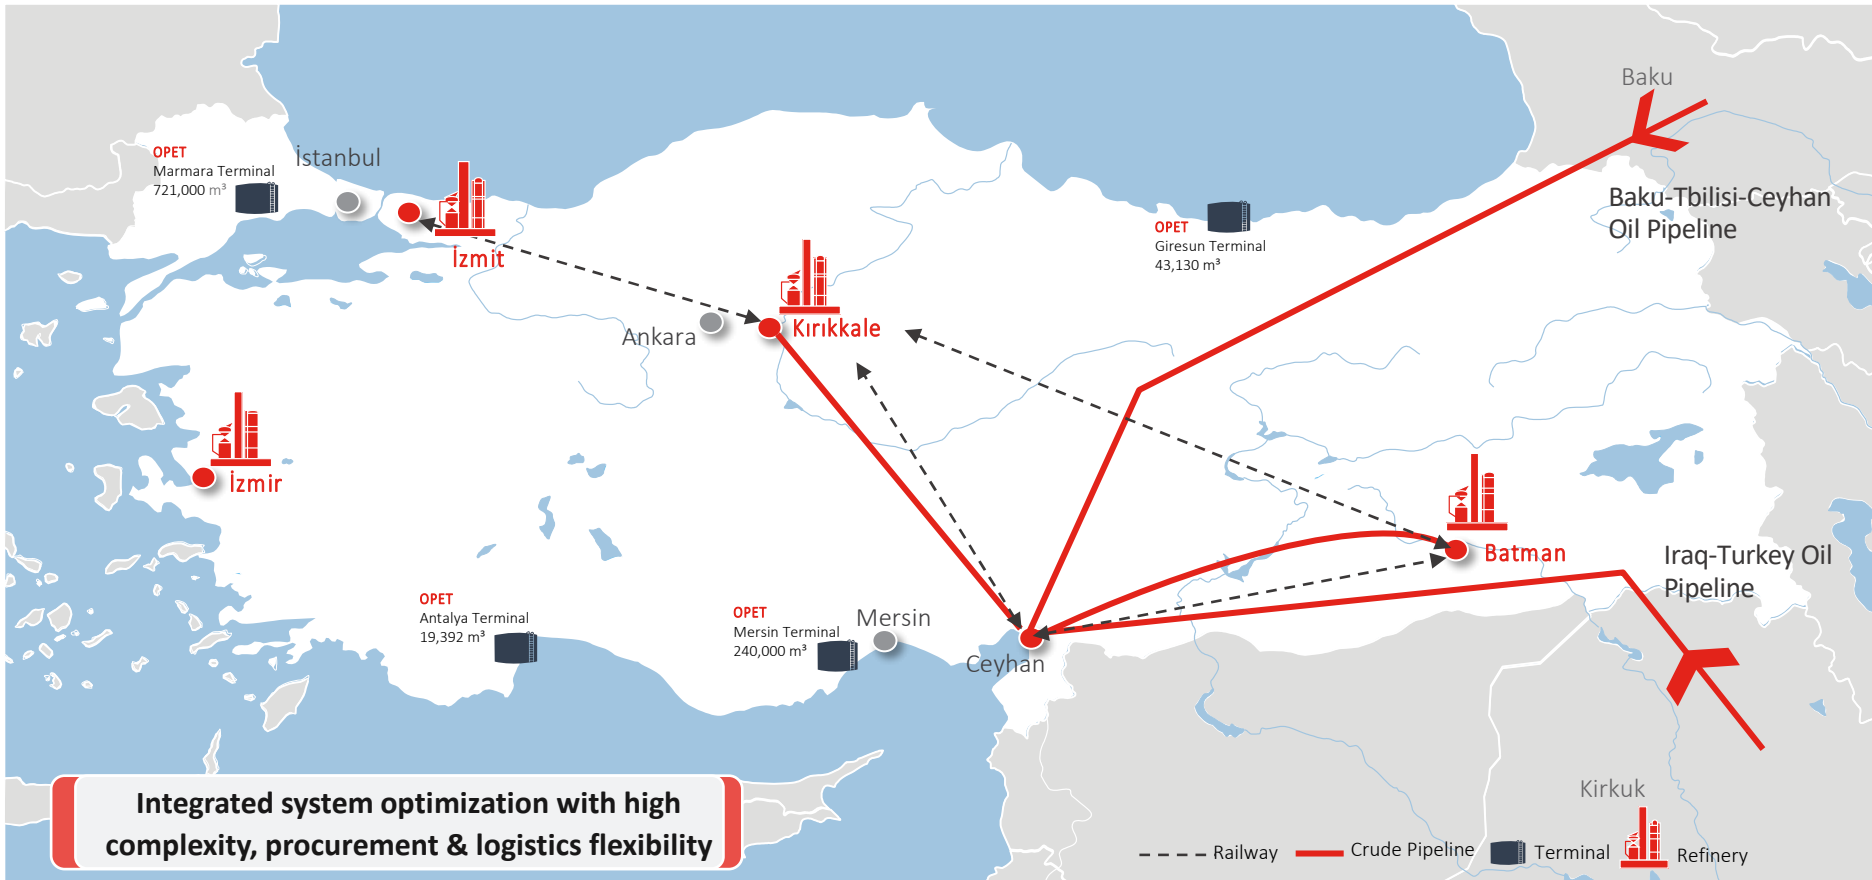 Baku
OPET
Marmara Terminal
721,000 m³
İstanbul
Baku-Tbilisi-Ceyhan
Oil Pipeline
OPET
Giresun Terminal
43,130 m³
İzmit
Ankara
Kırıkkale
İzmir
Batman
Iraq-Turkey Oil
Pipeline
OPET
Antalya Terminal
19,392 m³
OPET
Mersin Terminal
240,000 m³
Mersin
Ceyhan
Kirkuk
Integrated system optimization with high
complexity, procurement & logistics flexibility
Railway Crude Pipeline Terminal Refinery